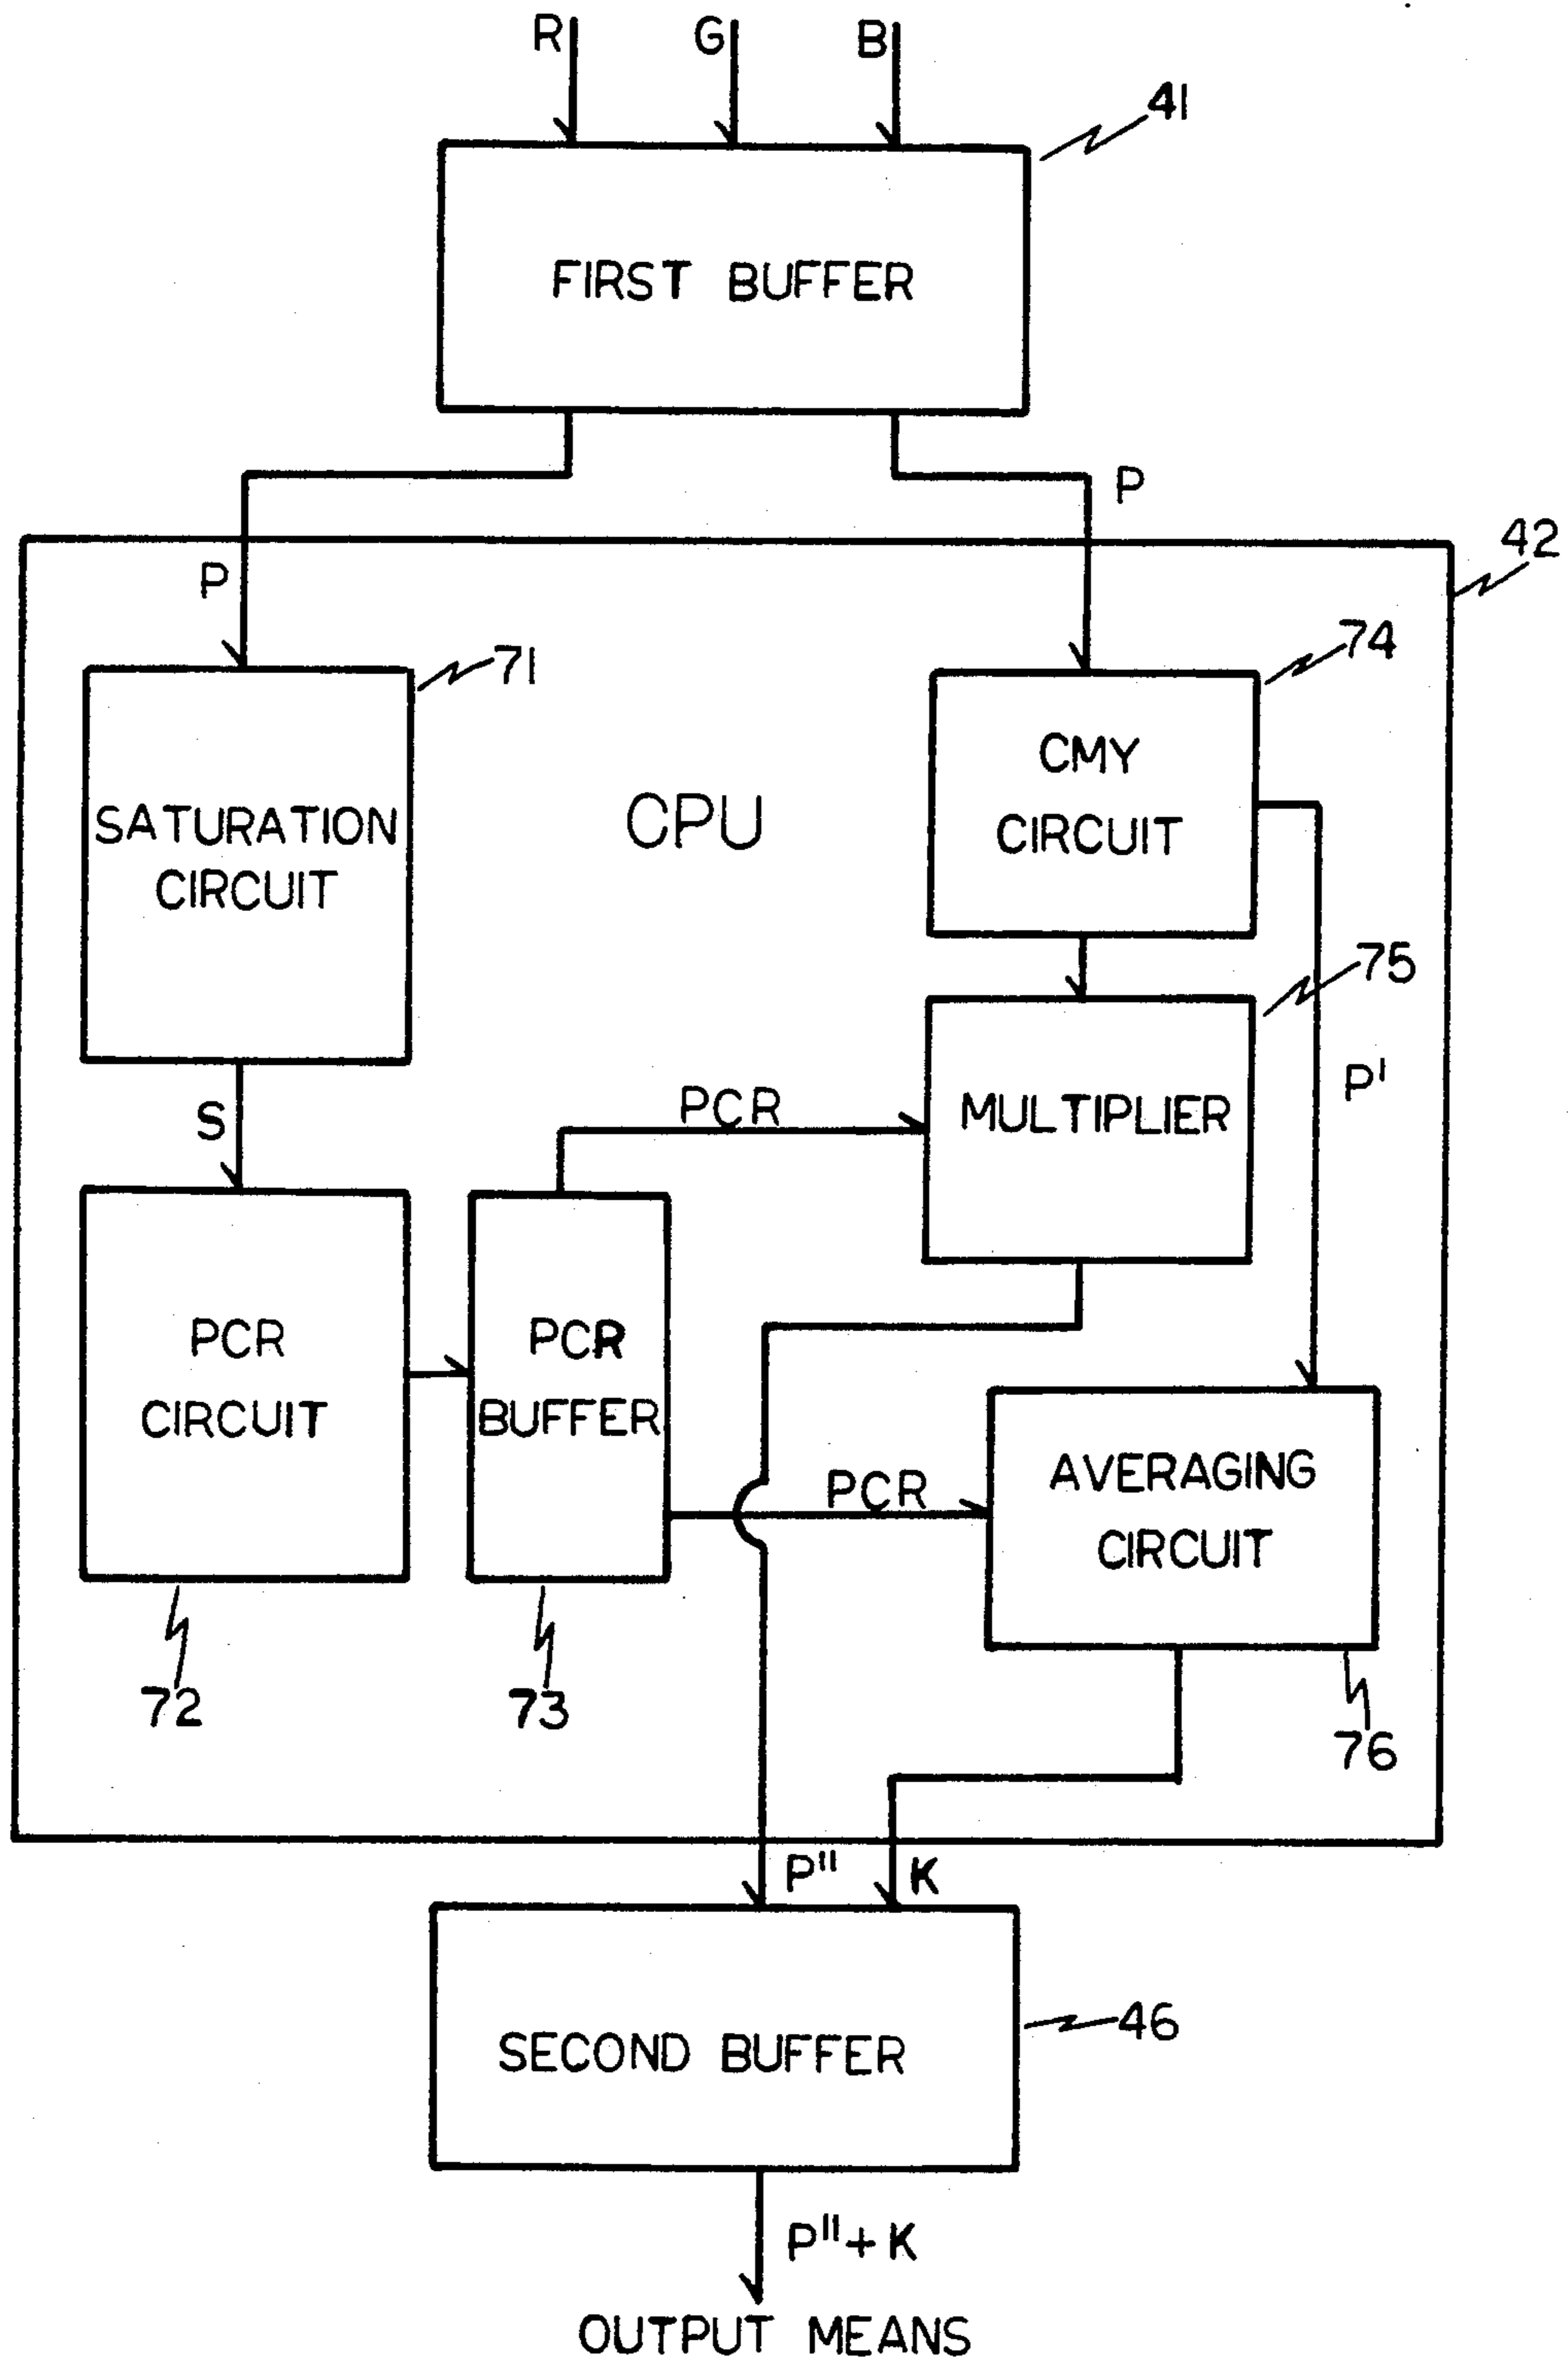 R G B
41
FIRST BUFFER
P
42
P
71
74
CMY
CIRCUIT
SATURATION
CIRCUIT
CPU
75
P'
S
PCR
MULTIPLIER
PCR
CIRCUIT
PCR
BUFFER
PCR
AVERAGING
CIRCUIT
72
73
76
P"
K
SECOND BUFFER
46
P"+K
OUTPUT MEANS